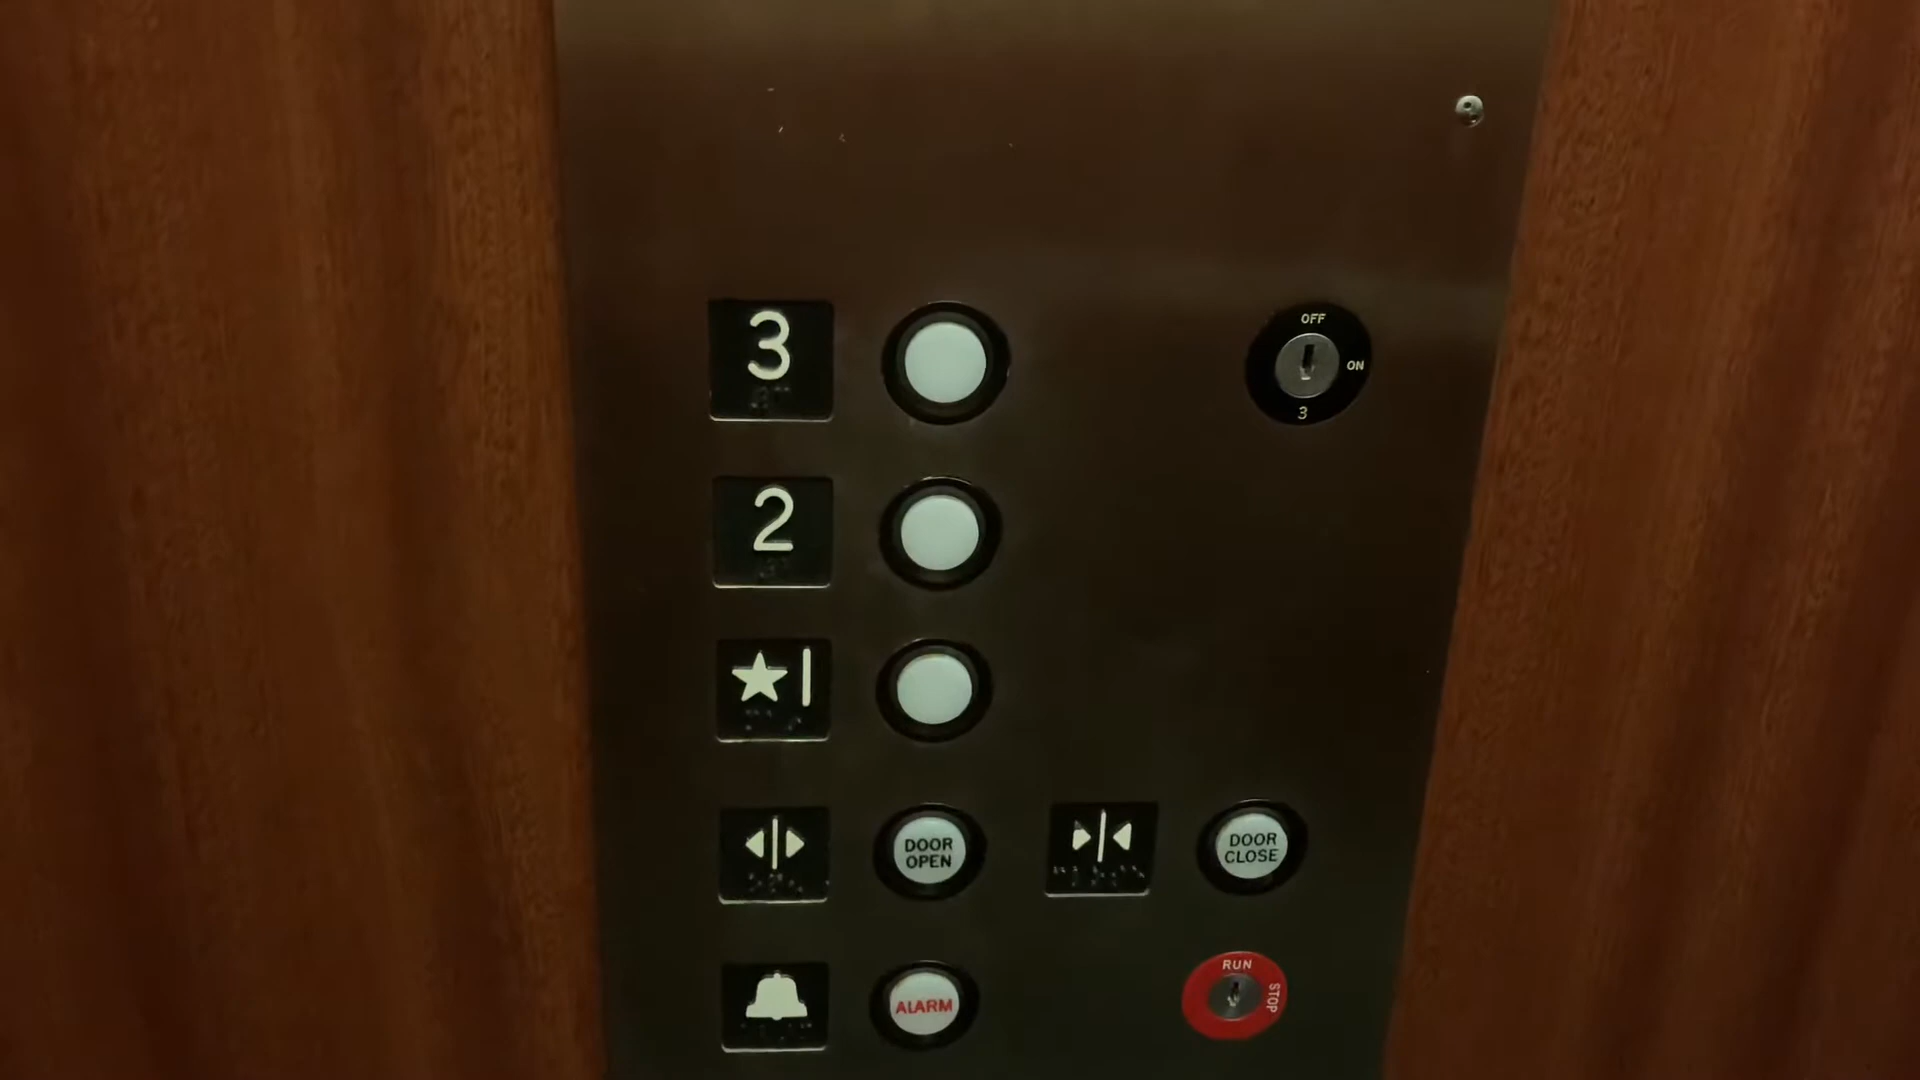 3
OFF
ON
3
2
★1
DOOR
OPEN
DOOR
CLOSE
ALARM
RUN
STOP